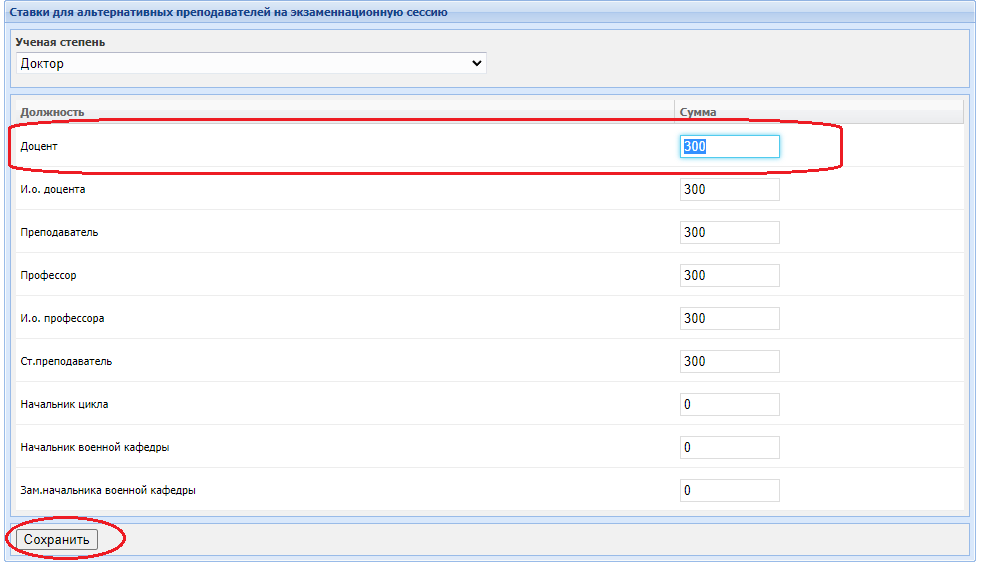 Ставки для альтернативных преподавателей на экзаменнационную сессию
Ученая степень
Доктор
Должность Сумма
Доцент 300
И.о. доцента 300
Преподаватель 300
Профессор 300
И.о. профессора 300
Ст.преподаватель 300
Начальник цикла 0
Начальник военной кафедры 0
Зам.начальника военной кафедры 0
Сохранить